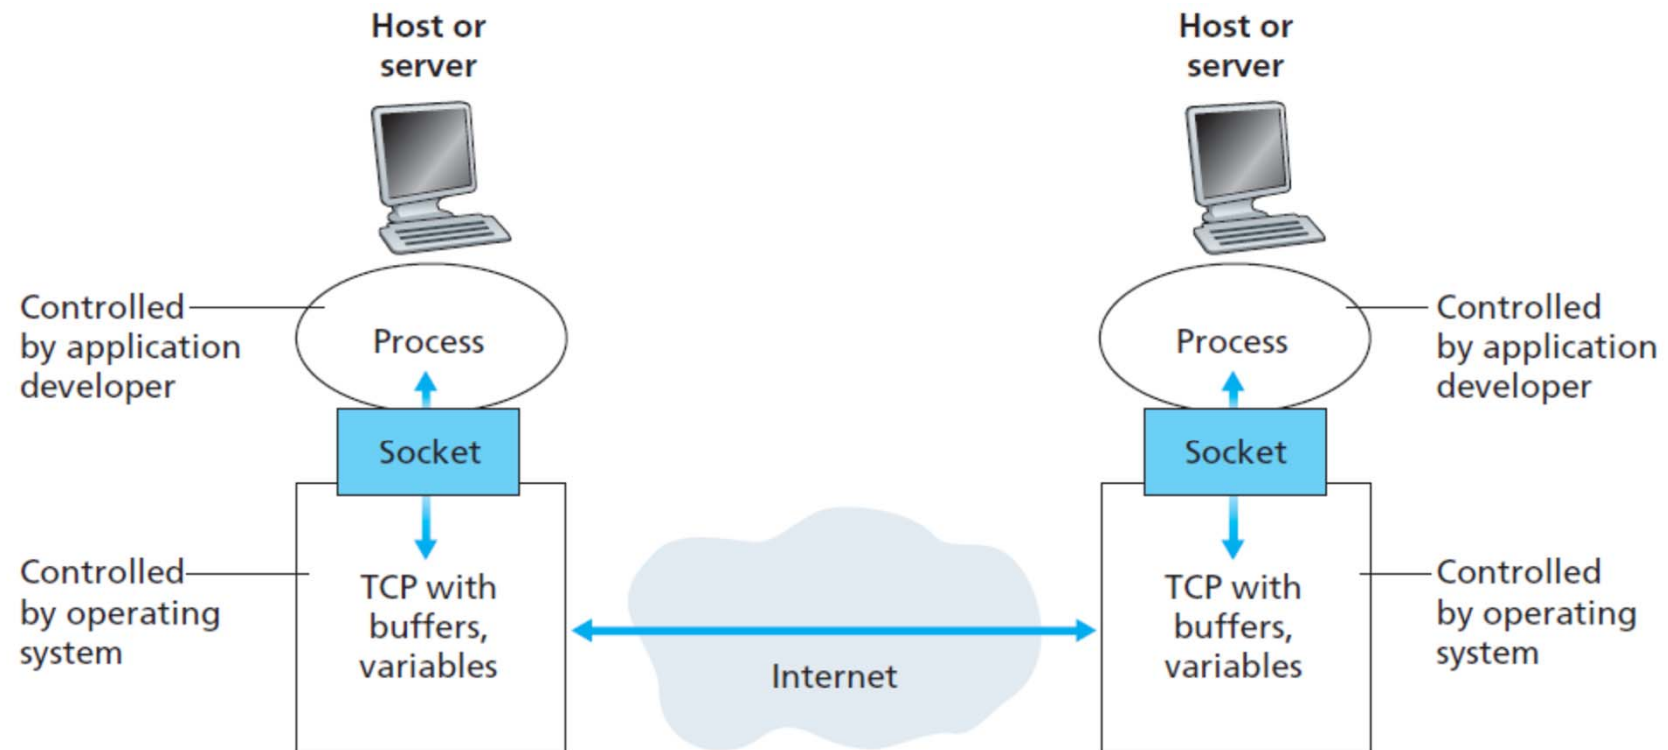 Host or
server
Host or
server
Controlled
by application
developer
Process
Process
Controlled
by application
developer
Socket
Socket
Controlled
by operating
system
TCP with
buffers,
variables
Internet
TCP with
buffers,
variables
Controlled
by operating
system